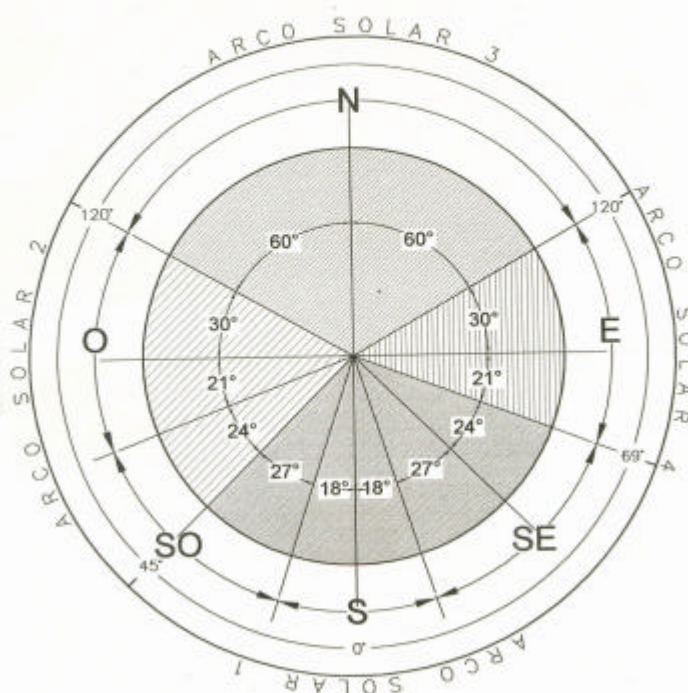 ARCO SOLAR 3
N
120°
120°
60°
60°
ARCO SOLAR 2
ARCO SOLAR 4
30°
30°
O
E
21°
21°
24°
24°
69°
27°
27°
18°
18°
SO
SE
45°
S
0°
ARCO SOLAR 1